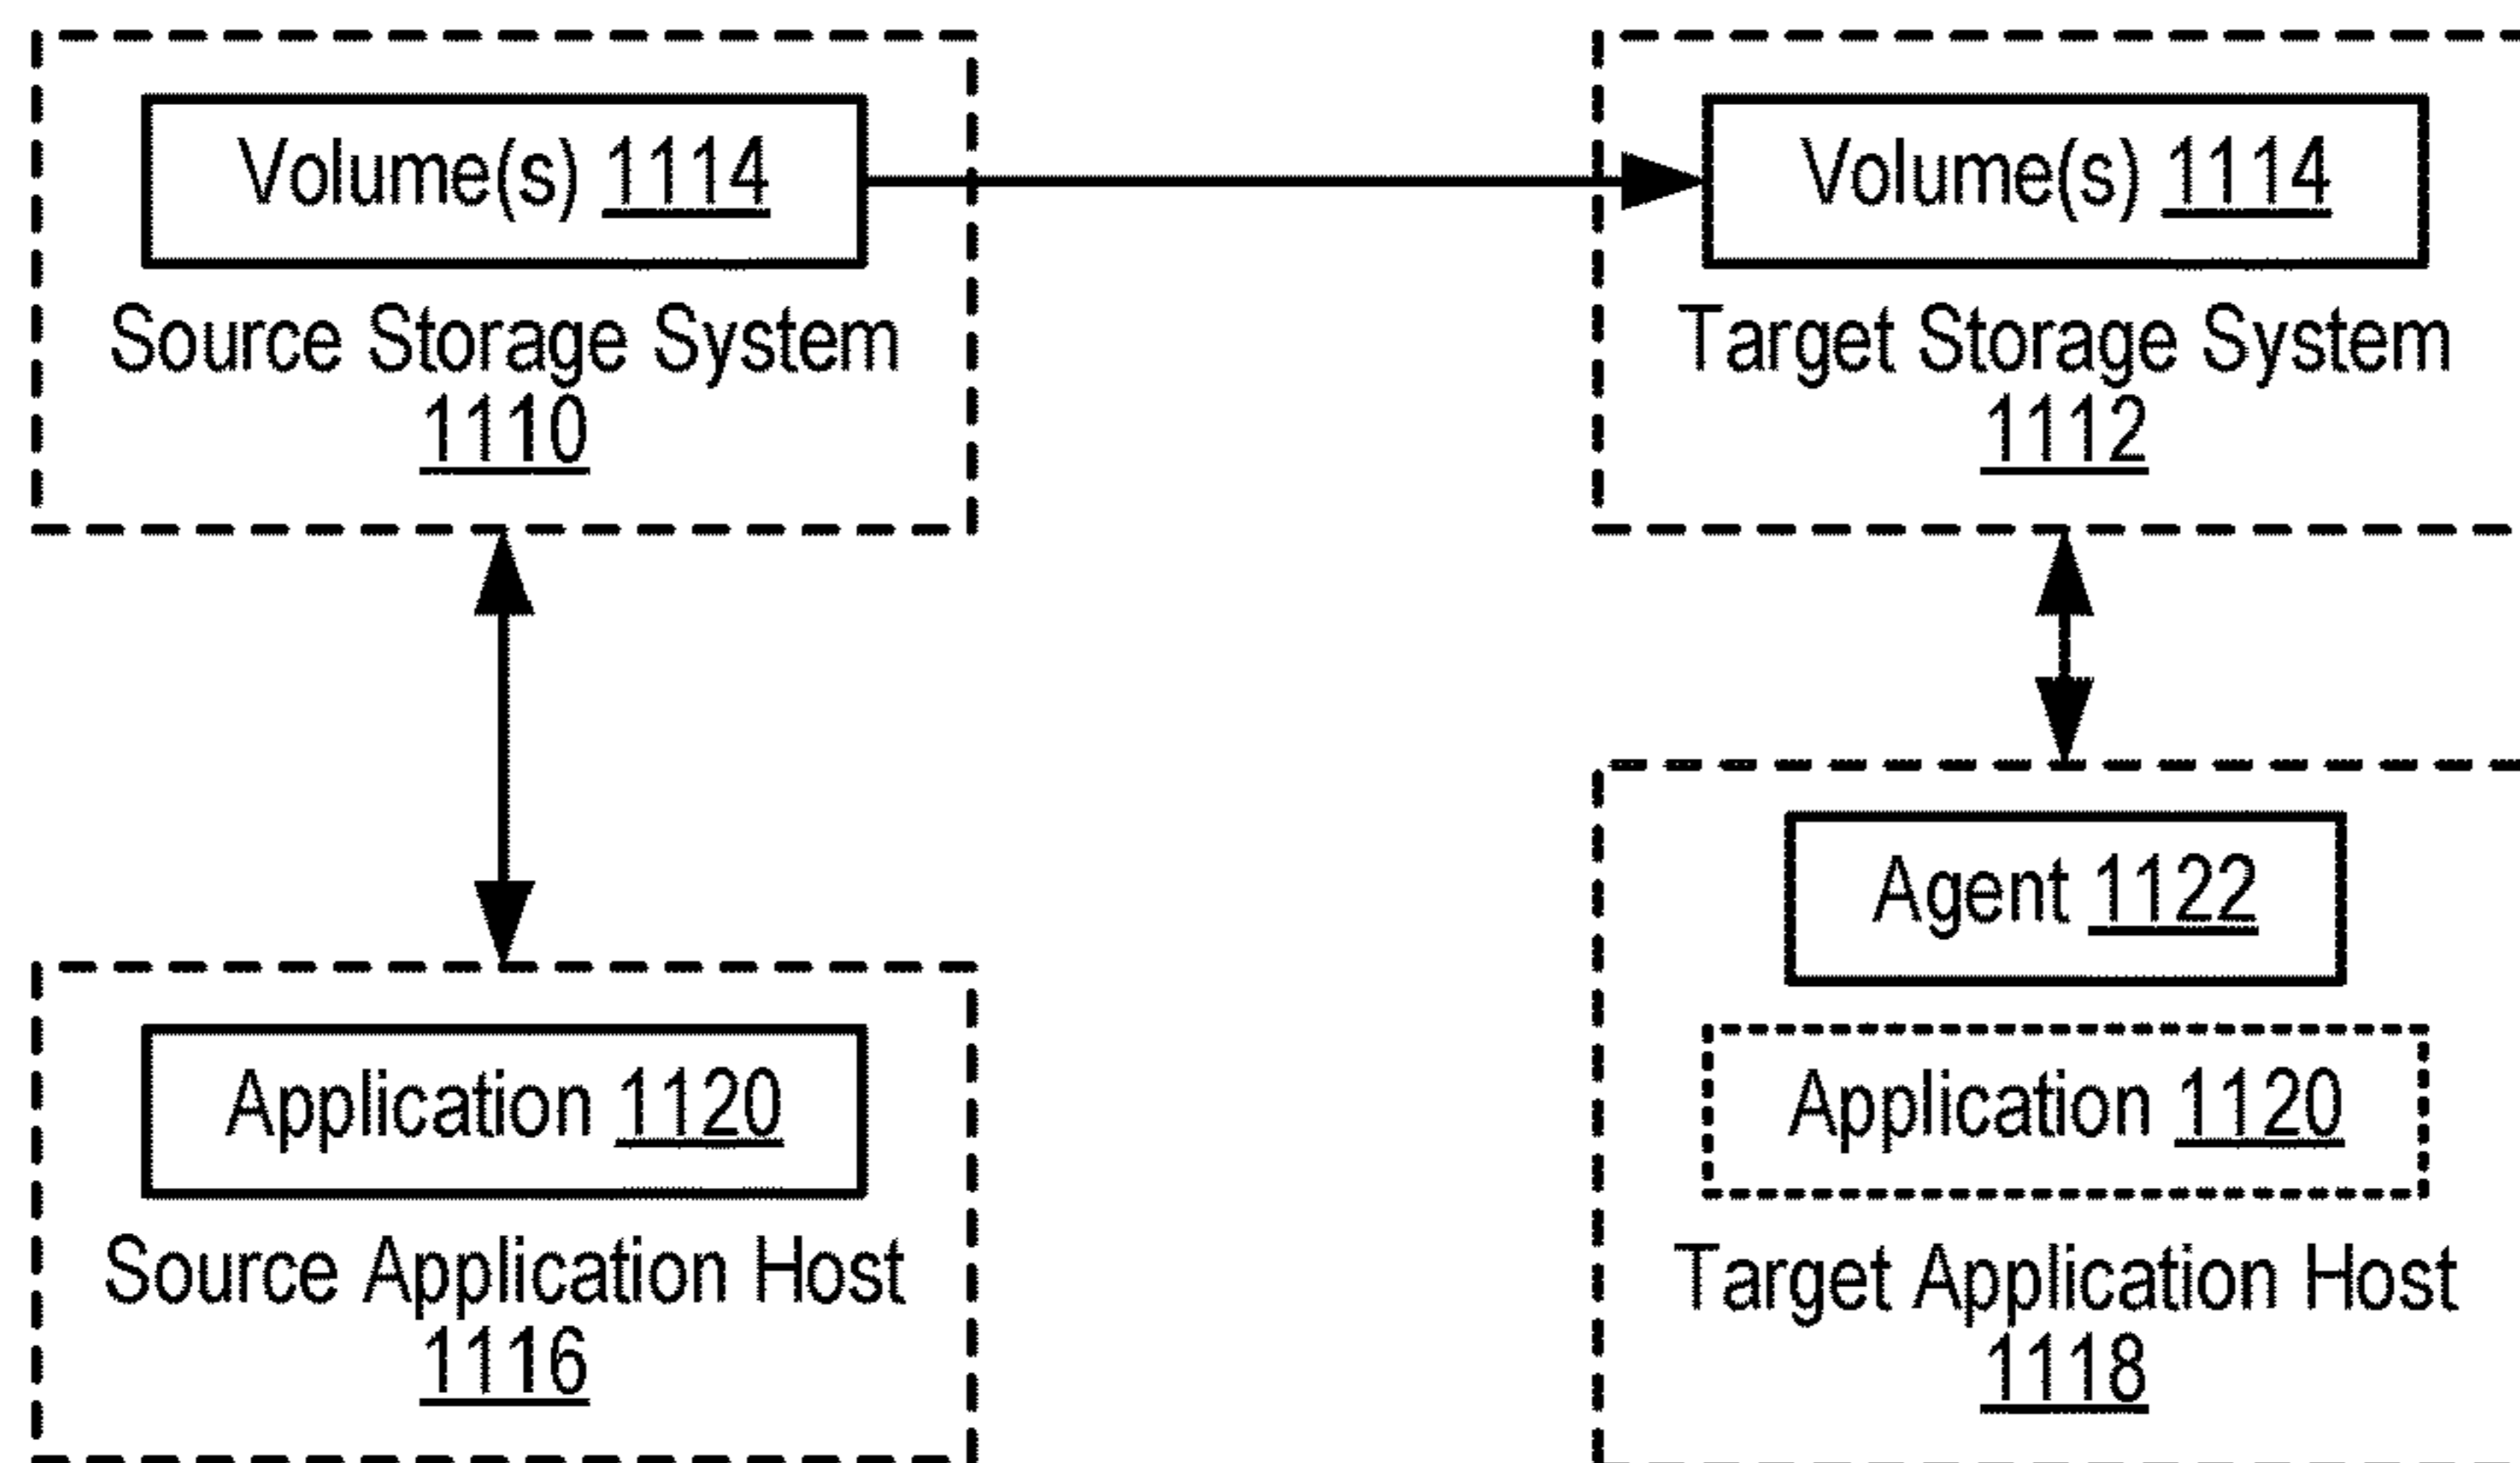 Volume(s) 1114
Source Storage System
1110
Volume(s) 1114
Target Storage System
1112
Application 1120
Source Application Host
1116
Agent 1122
Application 1120
Target Application Host
1118